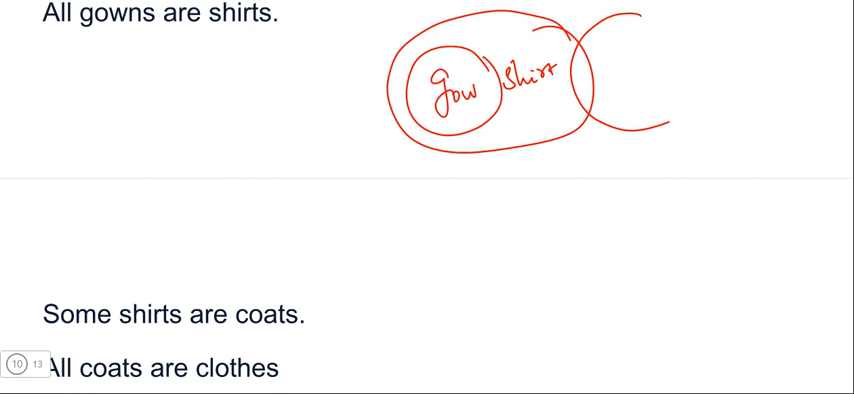 All gowns are shirts.
gow
shirt
Some shirts are coats.
10 13
All coats are clothes